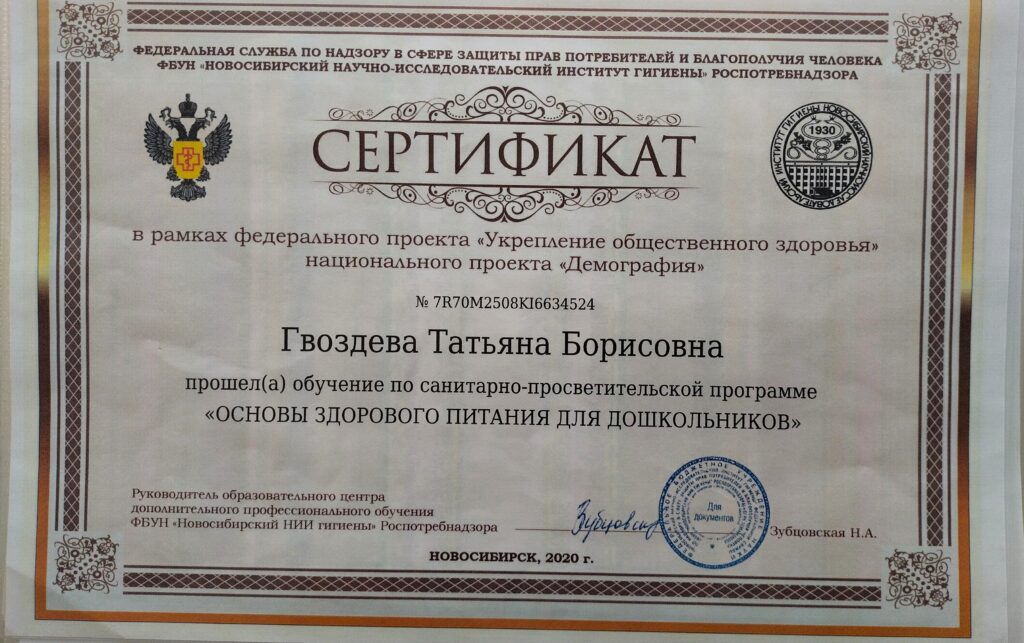 ФЕДЕРАЛЬНАЯ СЛУЖБА ПО НАДЗОРУ В СФЕРЕ ЗАЩИТЫ ПРАВ ПОТРЕБИТЕЛЕЙ И БЛАГОПОЛУЧИЯ ЧЕЛОВЕКА
ФБУН «НОВОСИБИРСКИЙ НАУЧНО-ИССЛЕДОВАТЕЛЬСКИЙ ИНСТИТУТ ГИГИЕНЫ» РОСПОТРЕБНАДЗОРА
СЕРТИФИКАТ
1930
в рамках федерального проекта «Укрепление общественного здоровья»
национального проекта «Демография»
№ 7R70M2508KI6634524
Гвоздева Татьяна Борисовна
прошел(а) обучение по санитарно-просветительской программе
«ОСНОВЫ ЗДОРОВОГО ПИТАНИЯ ДЛЯ ДОШКОЛЬНИКОВ»
Руководитель образовательного центра
дополнительного профессионального обучения
ФБУН «Новосибирский НИИ гигиены» Роспотребнадзора
Для
документов
Зубцовская Н.А.
НОВОСИБИРСК, 2020 г.